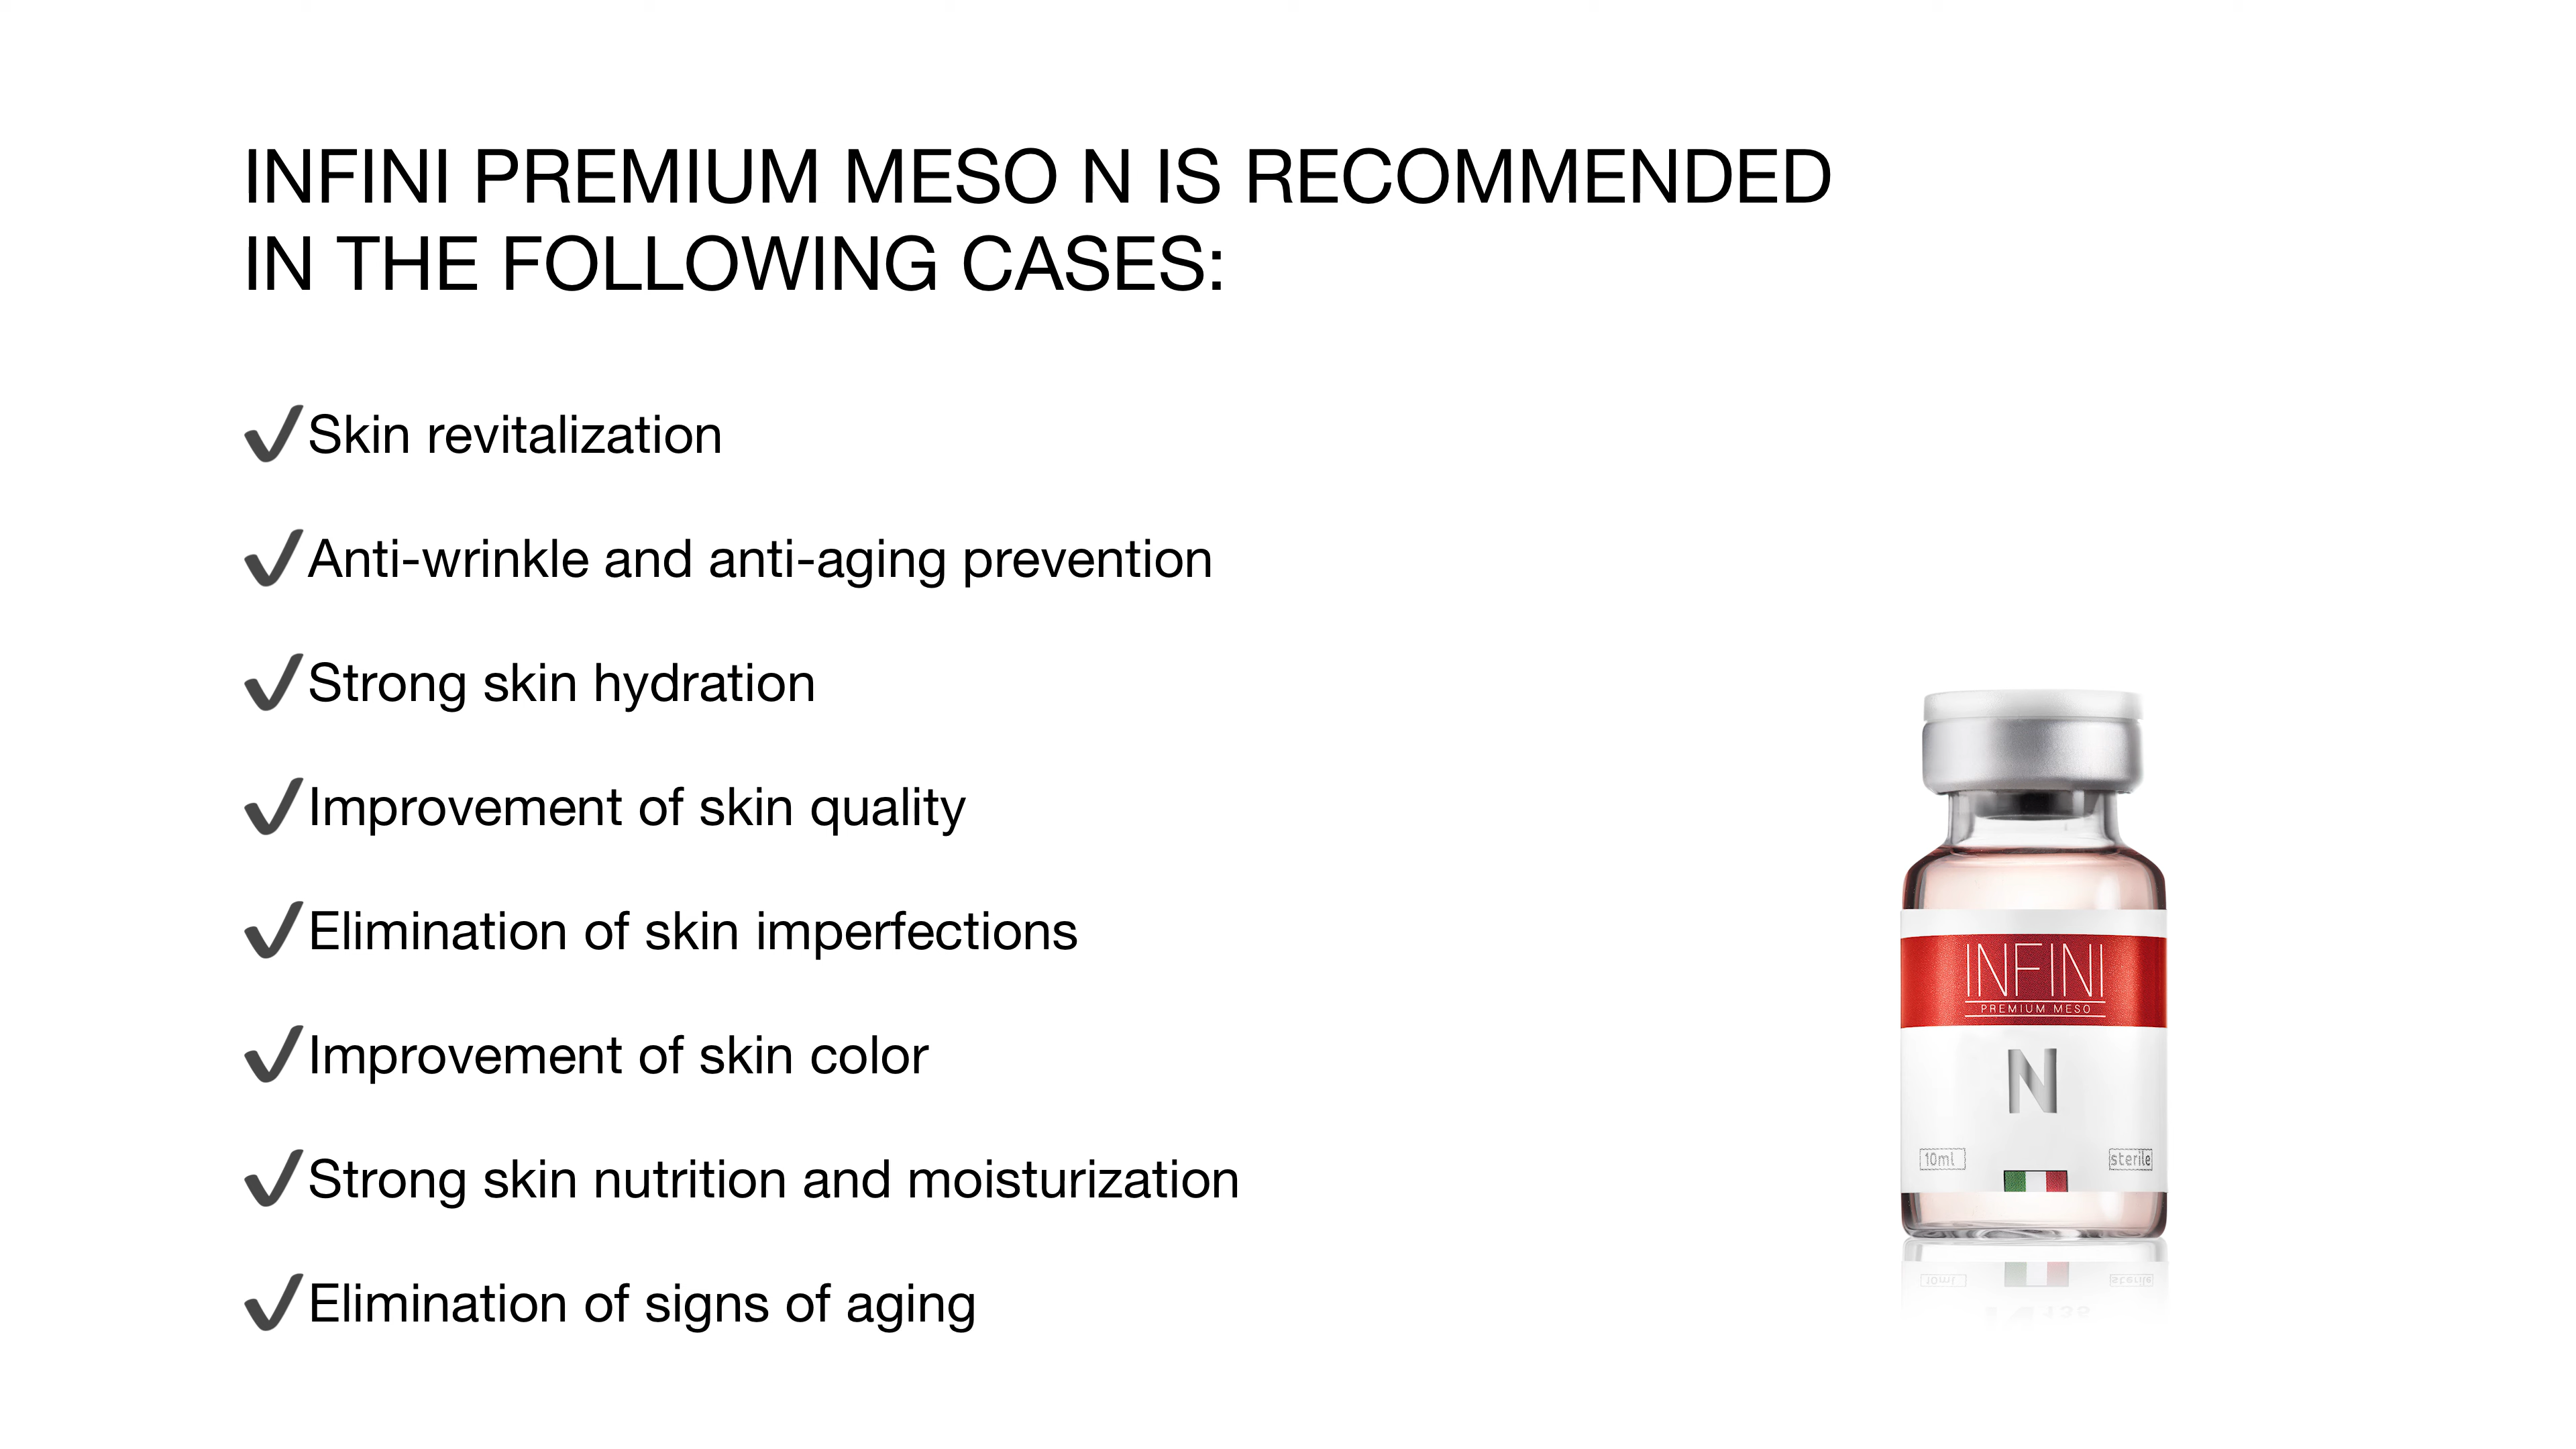 INFINI PREMIUM MESO N IS RECOMMENDED
IN THE FOLLOWING CASES:
✔Skin revitalization
✔Anti-wrinkle and anti-aging prevention
✔Strong skin hydration
✔Improvement of skin quality
✔Elimination of skin imperfections
✔Improvement of skin color
✔Strong skin nutrition and moisturization
✔Elimination of signs of aging
INFINI
PREMIUM MESO
N
10ml sterile